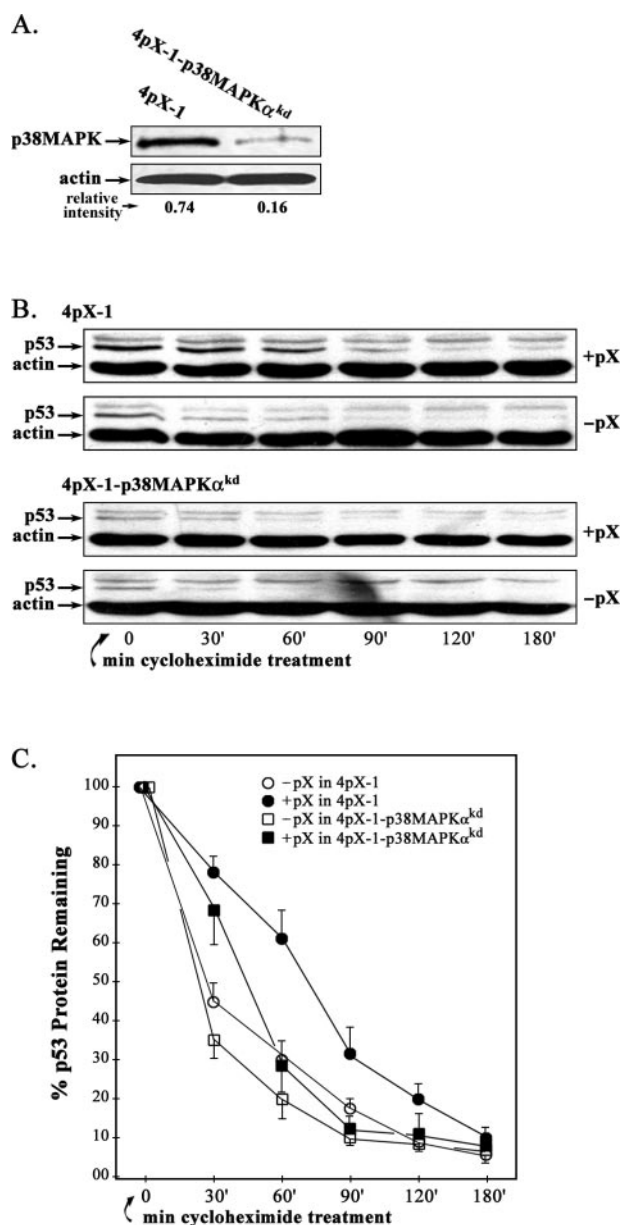 A.
4pX-1-p38MAPKα^kd
4pX-1
p38MAPK
actin
relative intensity 0.74 0.16
B.
4pX-1
p53
actin
+pX
p53
actin
−pX
4pX-1-p38MAPKα^kd
p53
actin
+pX
p53
actin
−pX
0 30' 60' 90' 120' 180'
min cycloheximide treatment
C.
−pX in 4pX-1
+pX in 4pX-1
−pX in 4pX-1-p38MAPKα^kd
+pX in 4pX-1-p38MAPKα^kd
100
90
80
70
60
50
40
30
20
10
00
% p53 Protein Remaining
0 30' 60' 90' 120' 180'
min cycloheximide treatment